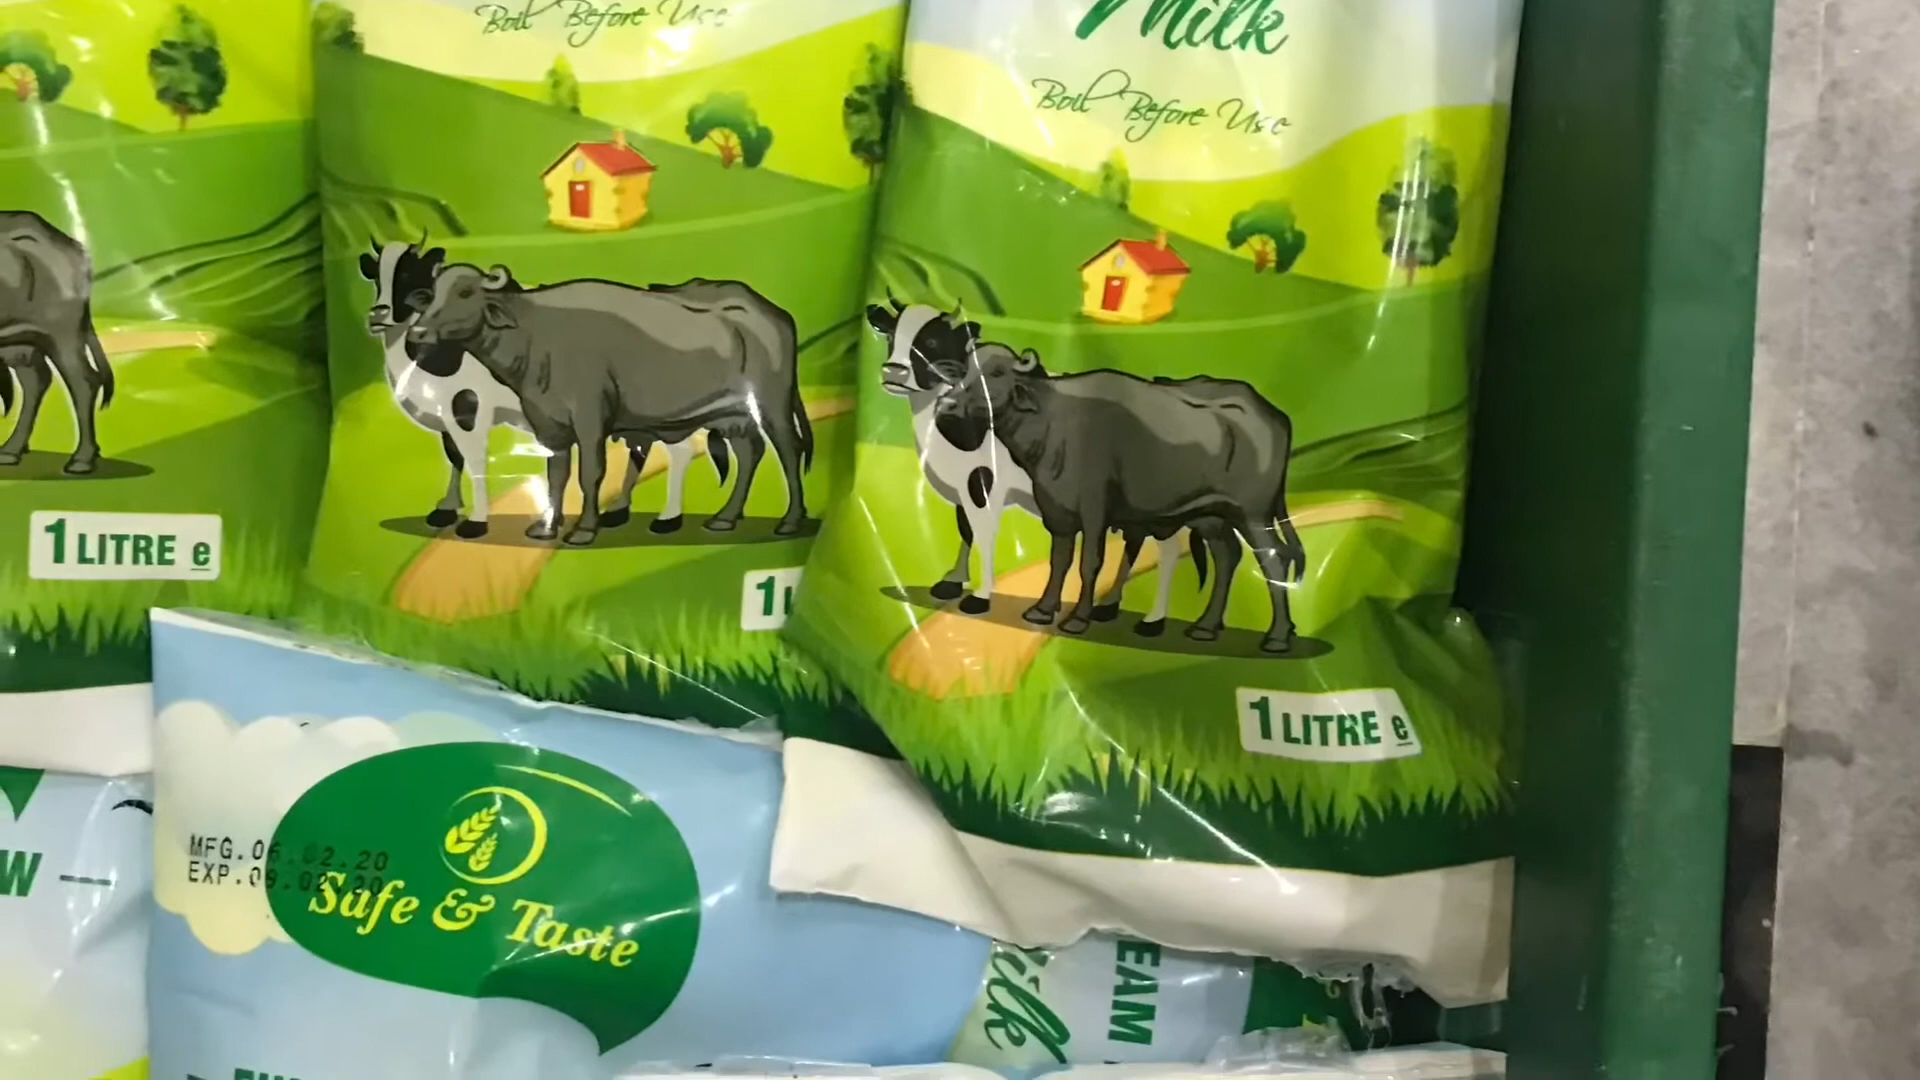 Boil Before Use
Milk
Boil Before Use
1 LITRE e
1 LITRE e
MFG.06.02.20
EXP.09.02.20
Safe & Taste
W
ilk
EAM